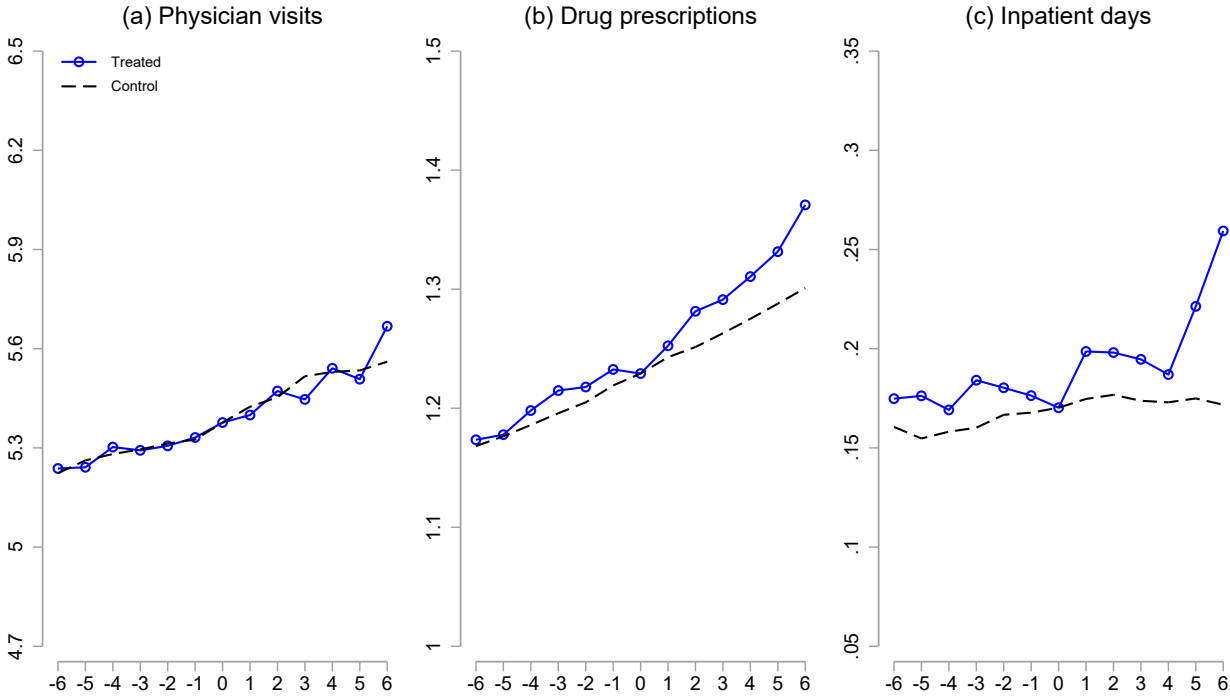 (a) Physician visits
Treated
Control
6.5
6.2
5.9
5.6
5.3
5
4.7
-6 -5 -4 -3 -2 -1 0 1 2 3 4 5 6
(b) Drug prescriptions
1.5
1.4
1.3
1.2
1.1
1
-6 -5 -4 -3 -2 -1 0 1 2 3 4 5 6
(c) Inpatient days
.35
.3
.25
.2
.15
.1
.05
-6 -5 -4 -3 -2 -1 0 1 2 3 4 5 6